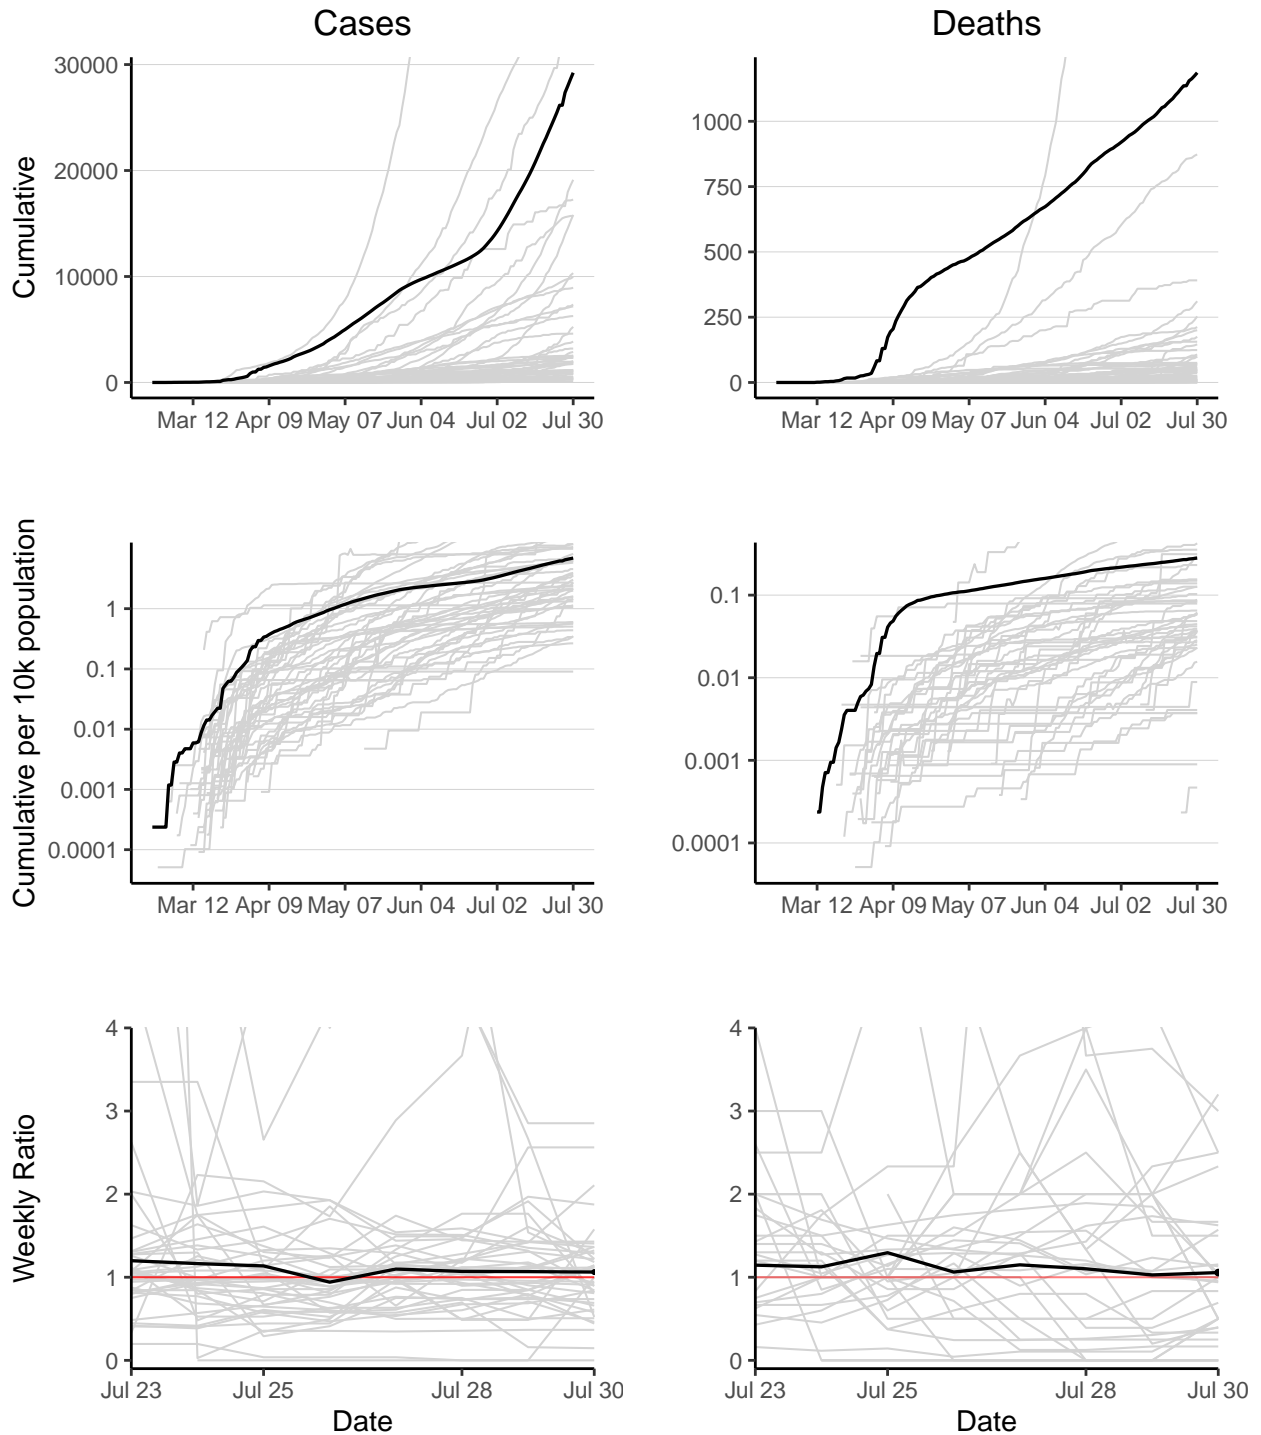 Cases
Deaths
Cumulative
30000
20000
10000
0
Mar 12 Apr 09 May 07 Jun 04 Jul 02 Jul 30
1000
750
500
250
0
Mar 12 Apr 09 May 07 Jun 04 Jul 02 Jul 30
Cumulative per 10k population
1
0.1
0.01
0.001
0.0001
Mar 12 Apr 09 May 07 Jun 04 Jul 02 Jul 30
0.1
0.01
0.001
0.0001
Mar 12 Apr 09 May 07 Jun 04 Jul 02 Jul 30
Weekly Ratio
4
3
2
1
0
Jul 23 Jul 25 Jul 28 Jul 30
Date
4
3
2
1
0
Jul 23 Jul 25 Jul 28 Jul 30
Date